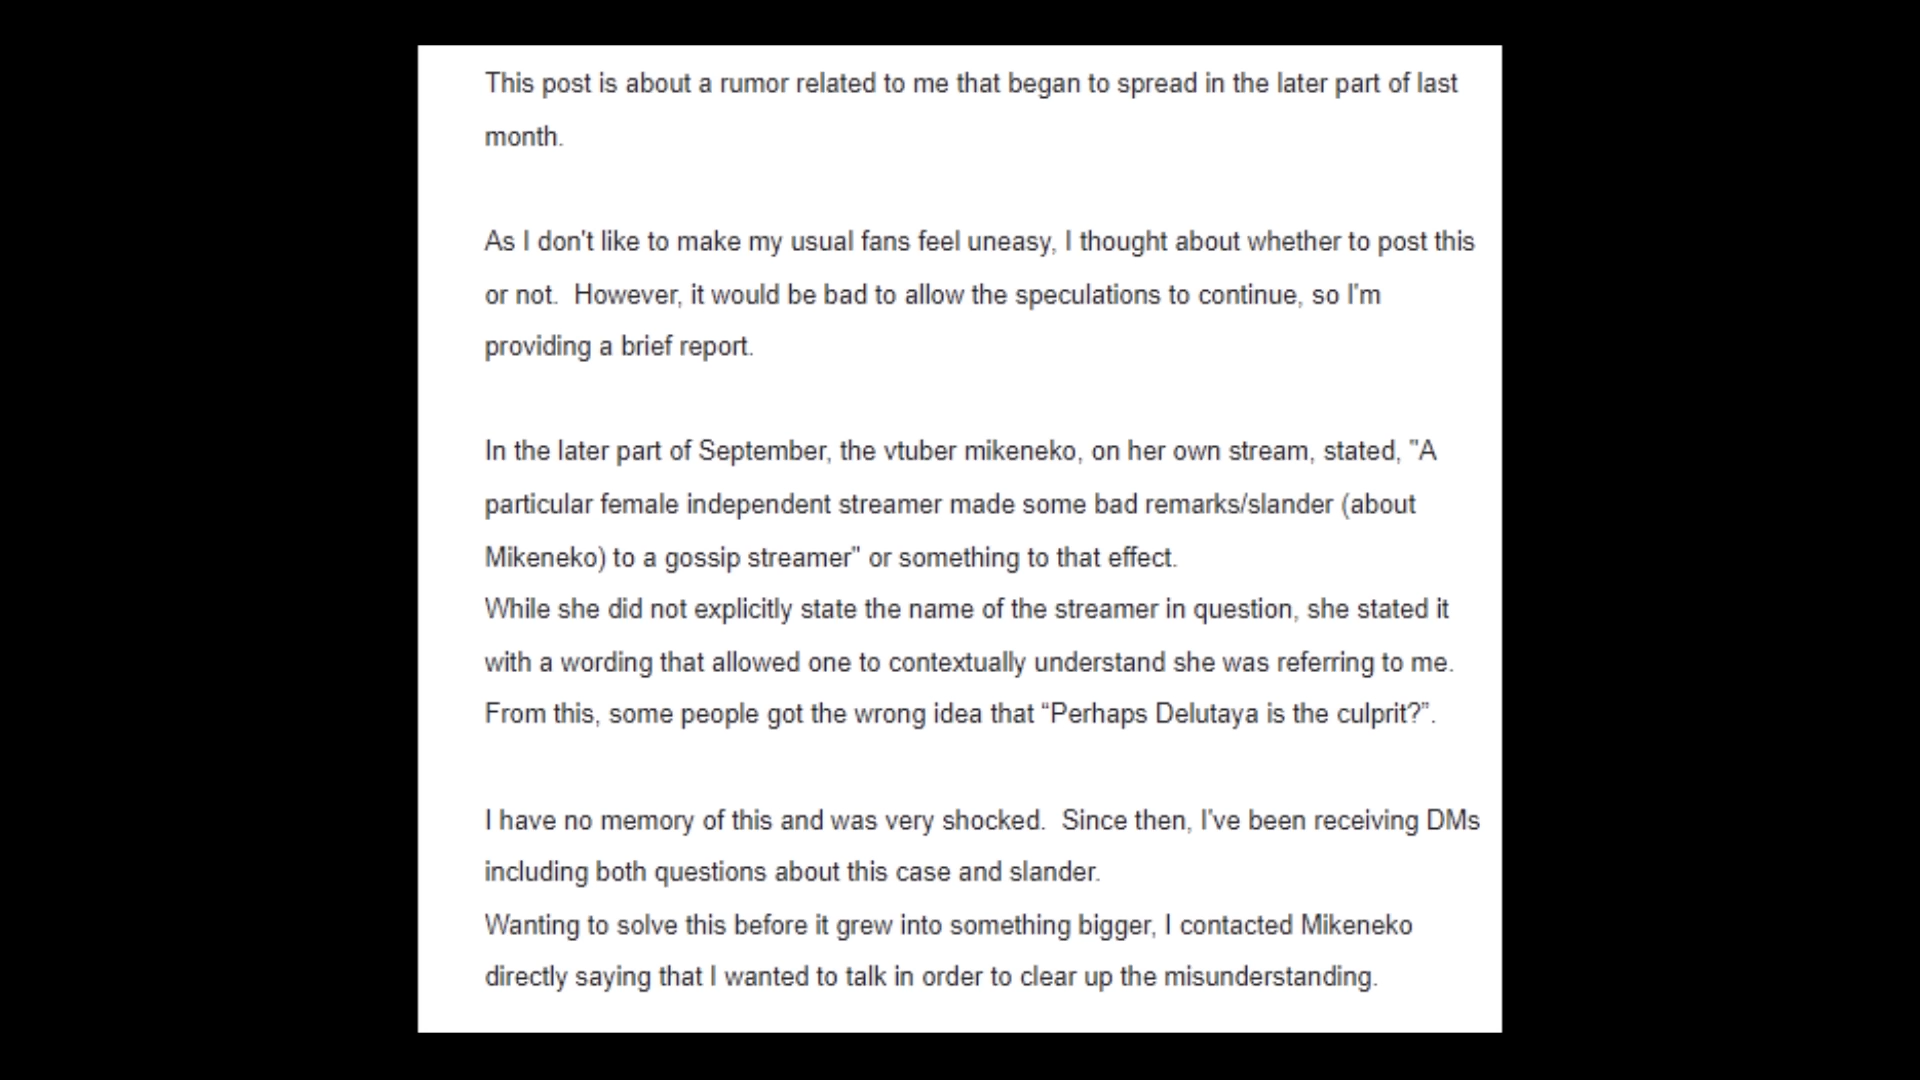 This post is about a rumor related to me that began to spread in the later part of last
month.
As I don't like to make my usual fans feel uneasy, I thought about whether to post this
or not.  However, it would be bad to allow the speculations to continue, so I'm
providing a brief report.
In the later part of September, the vtuber mikeneko, on her own stream, stated, "A
particular female independent streamer made some bad remarks/slander (about
Mikeneko) to a gossip streamer" or something to that effect.
While she did not explicitly state the name of the streamer in question, she stated it
with a wording that allowed one to contextually understand she was referring to me.
From this, some people got the wrong idea that “Perhaps Delutaya is the culprit?”.
I have no memory of this and was very shocked.  Since then, I've been receiving DMs
including both questions about this case and slander.
Wanting to solve this before it grew into something bigger, I contacted Mikeneko
directly saying that I wanted to talk in order to clear up the misunderstanding.